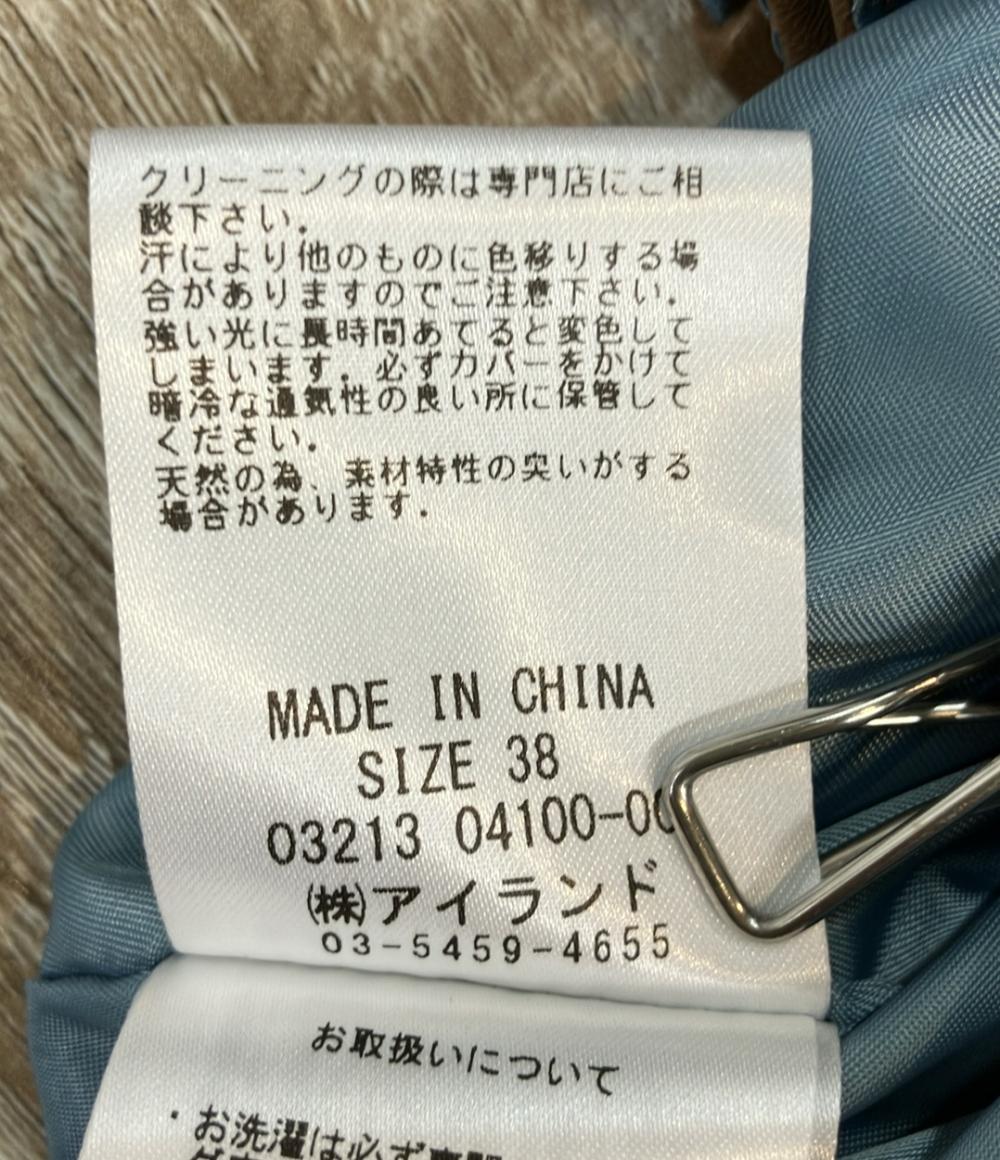 クリーニングの際は専門店にご相
談下さい.
汗により他のものに色移りする場
合がありますのでご注意下さい.
強い光に長時間あてると変色して
しまいます. 必ずカバーをかけて
暗冷な通気性の良い所に保管して
ください.
天然の為、素材特性の臭いがする
場合があります.
MADE IN CHINA
SIZE 38
03213 04100-00
㈱アイランド
03-5459-4655
お取扱いについて
・お洗濯は必ず専門